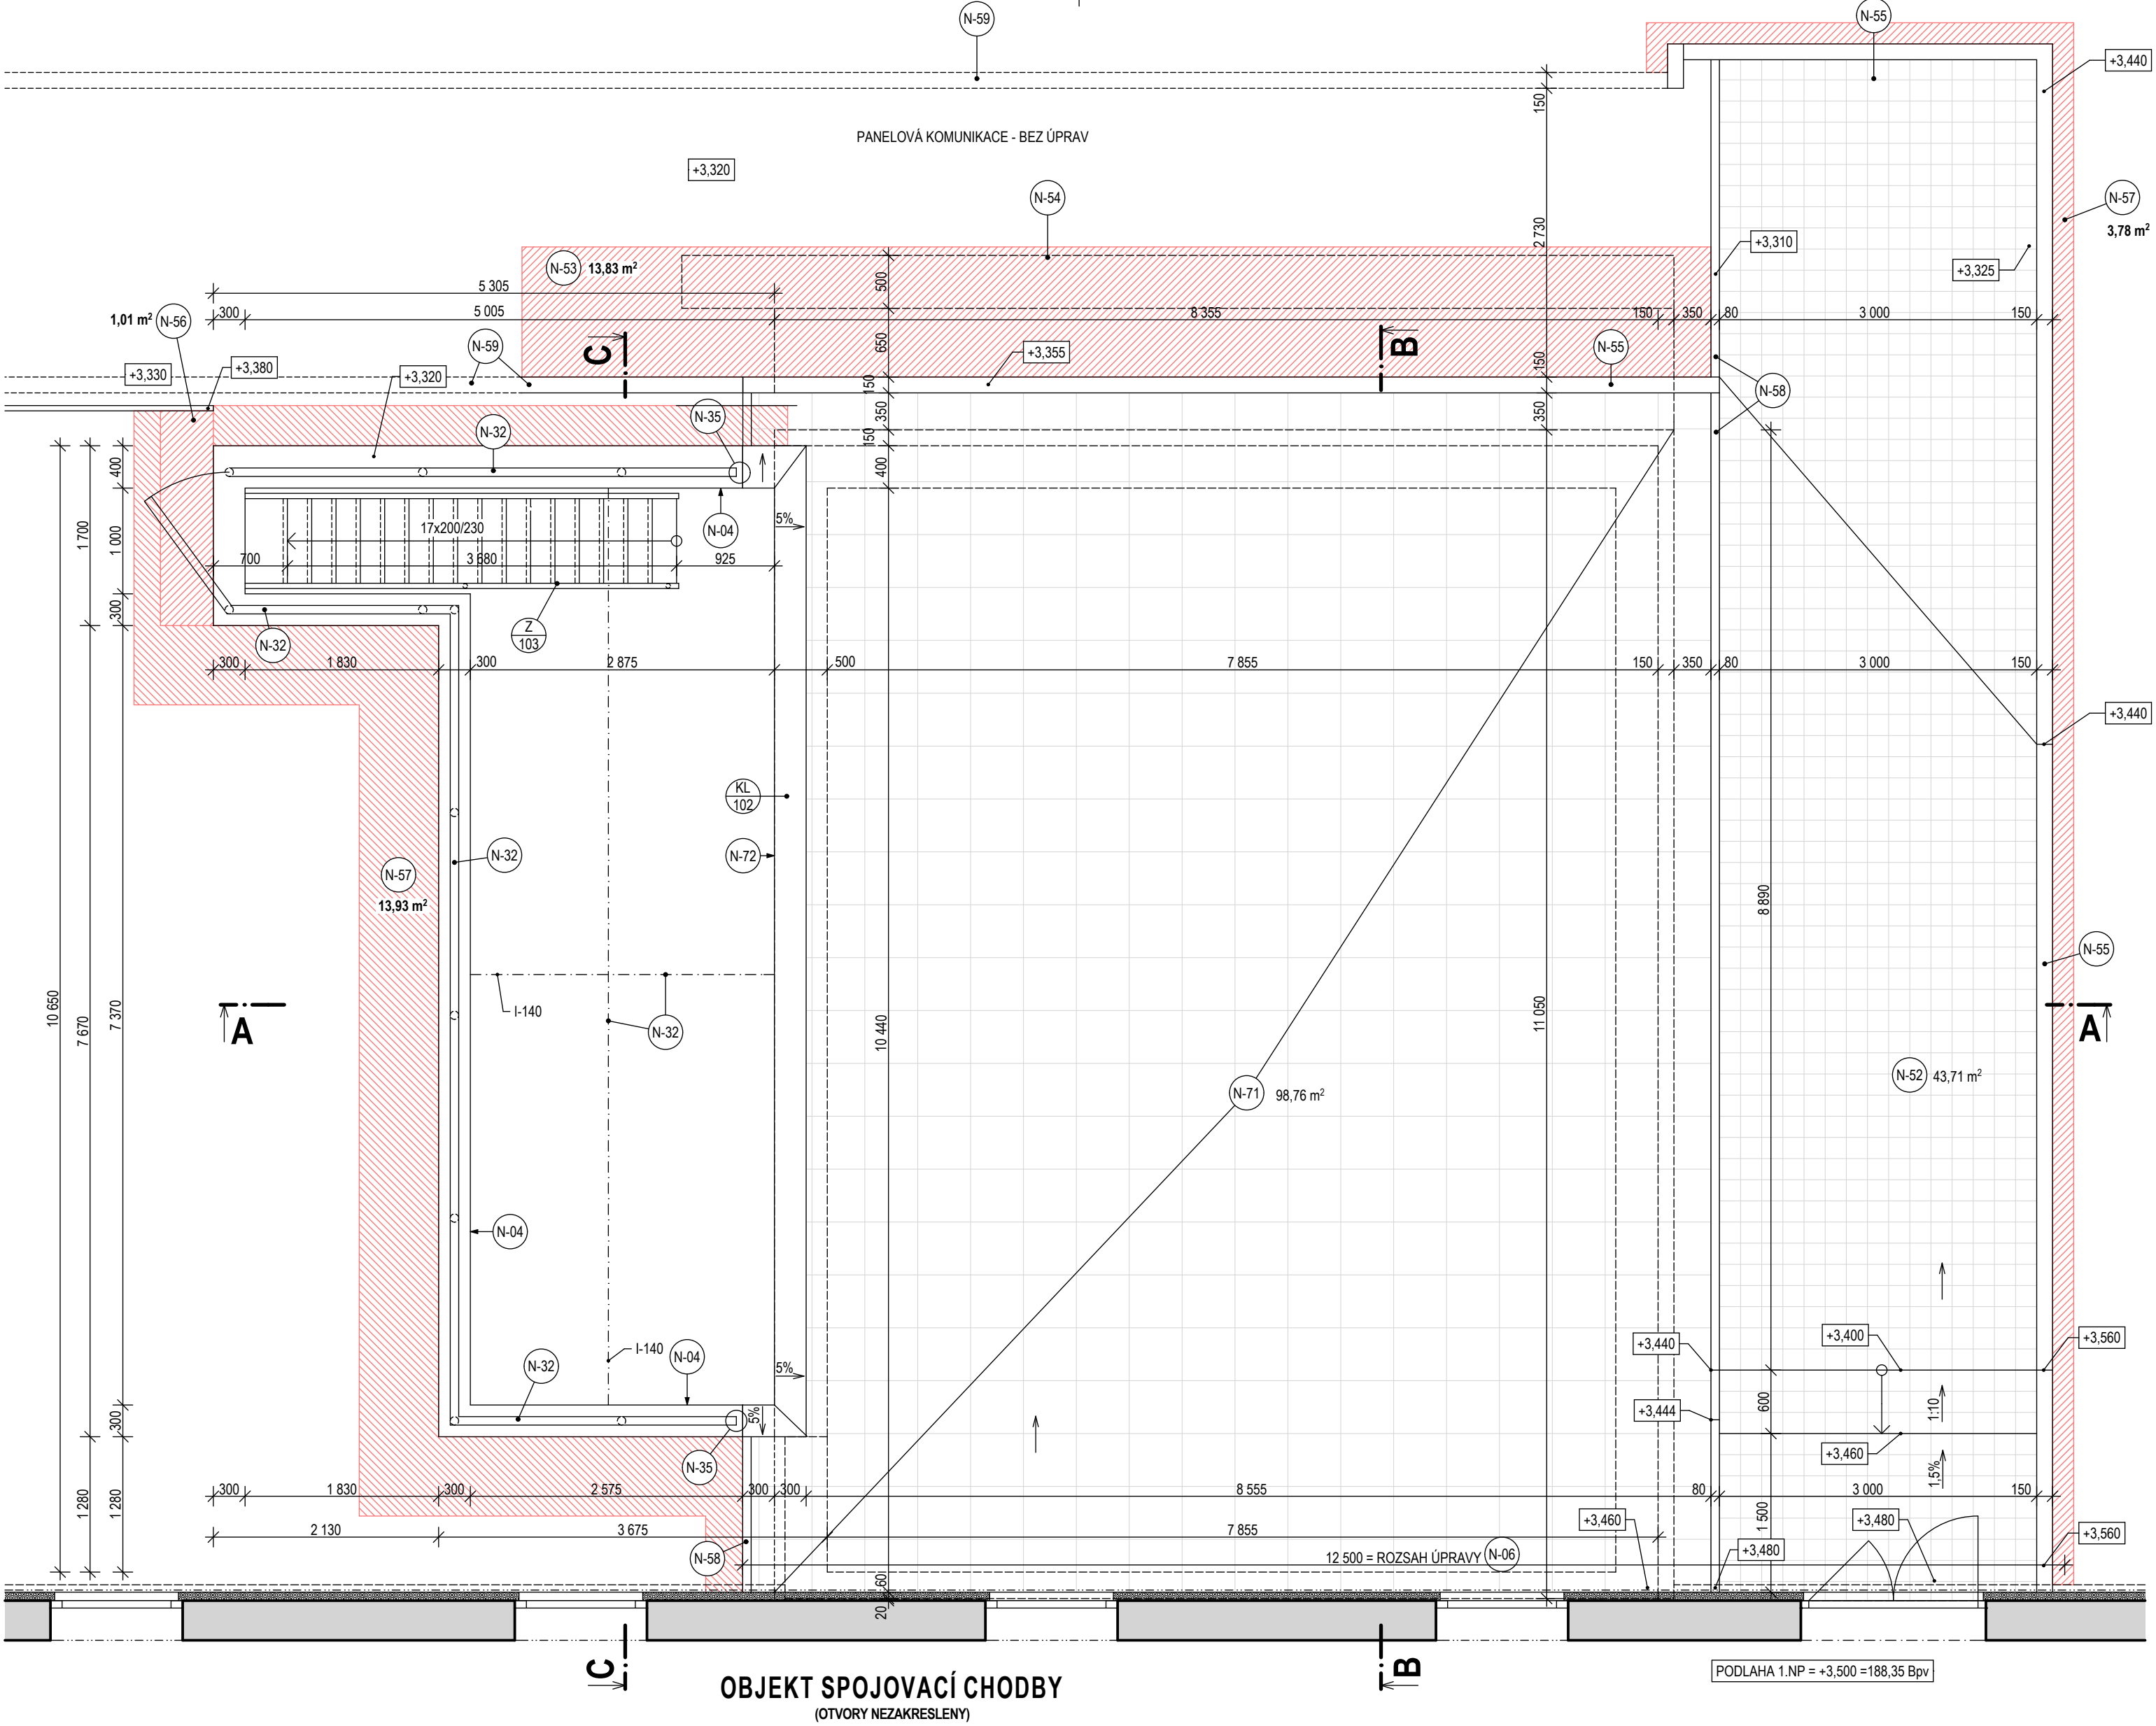 N-59
N-55
+3,440
150
PANELOVÁ KOMUNIKACE - BEZ ÚPRAV
+3,320
N-54
N-57
3,78 m²
2 730
+3,310
+3,325
N-53 13,83 m²
500
5 305
300
5 005
8 355
150
350
80
3 000
150
1,01 m² N-56
N-59
C
650
B
150
N-55
+3,355
+3,330
+3,380
+3,320
150
N-58
N-35
N-32
350
350
150
400
400
17x200/230
N-04
5%
1 700
1 000
700
3 680
925
300
Z
103
N-32
300
1 830
300
2 875
500
7 855
150
350
80
3 000
150
+3,440
KL
102
N-72
N-32
N-57
13,93 m²
8 890
N-55
10 650
7 670
7 370
A
I-140
N-32
10 440
11 050
A
N-52 43,71 m²
N-71 98,76 m²
N-04
I-140
N-04
N-32
5%
+3,440
+3,400
+3,560
300
5%
600
1:10
+3,444
+3,460
N-35
1,5%
300
1 830
300
2 575
300
300
8 555
80
3 000
150
1 280
1 280
2 130
3 675
7 855
+3,460
1 500
+3,480
+3,560
N-58
12 500 = ROZSAH ÚPRAVY N-06
+3,480
60
20
C
B
OBJEKT SPOJOVACÍ CHODBY
(OTVORY NEZAKRESLENY)
PODLAHA 1.NP = +3,500 =188,35 Bpv